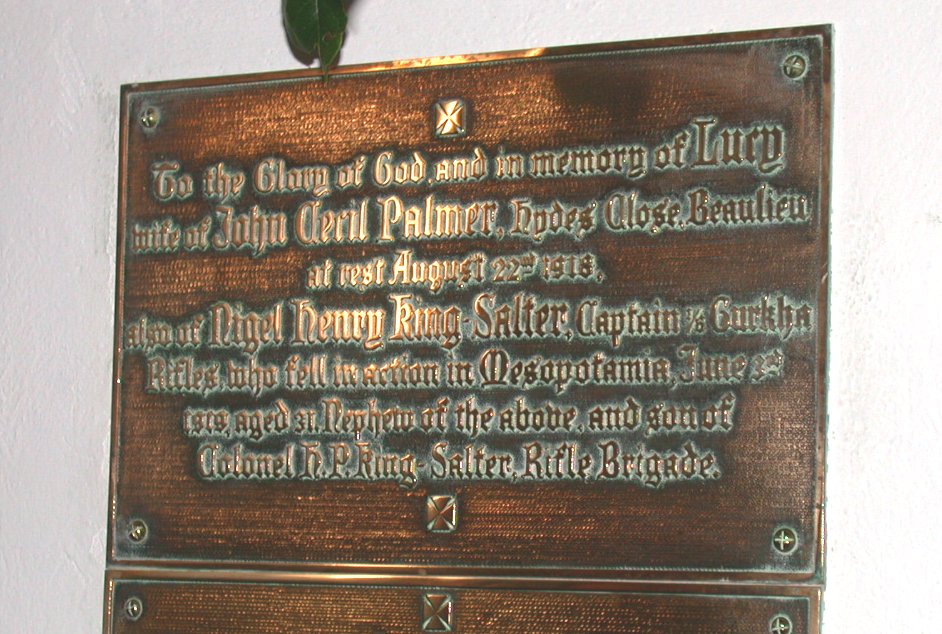 To the Glory of God, and in memory of Lucy
wife of John Cecil Palmer, Hydes Close, Beaulieu
at rest August 22nd 1918,
also of Nigel Henry King-Salter, Captain 2/8 Gurkha
Rifles, who fell in action in Mesopotamia, June 3rd
1918, aged 31. Nephew of the above, and son of
Colonel H. P. King-Salter, Rifle Brigade.